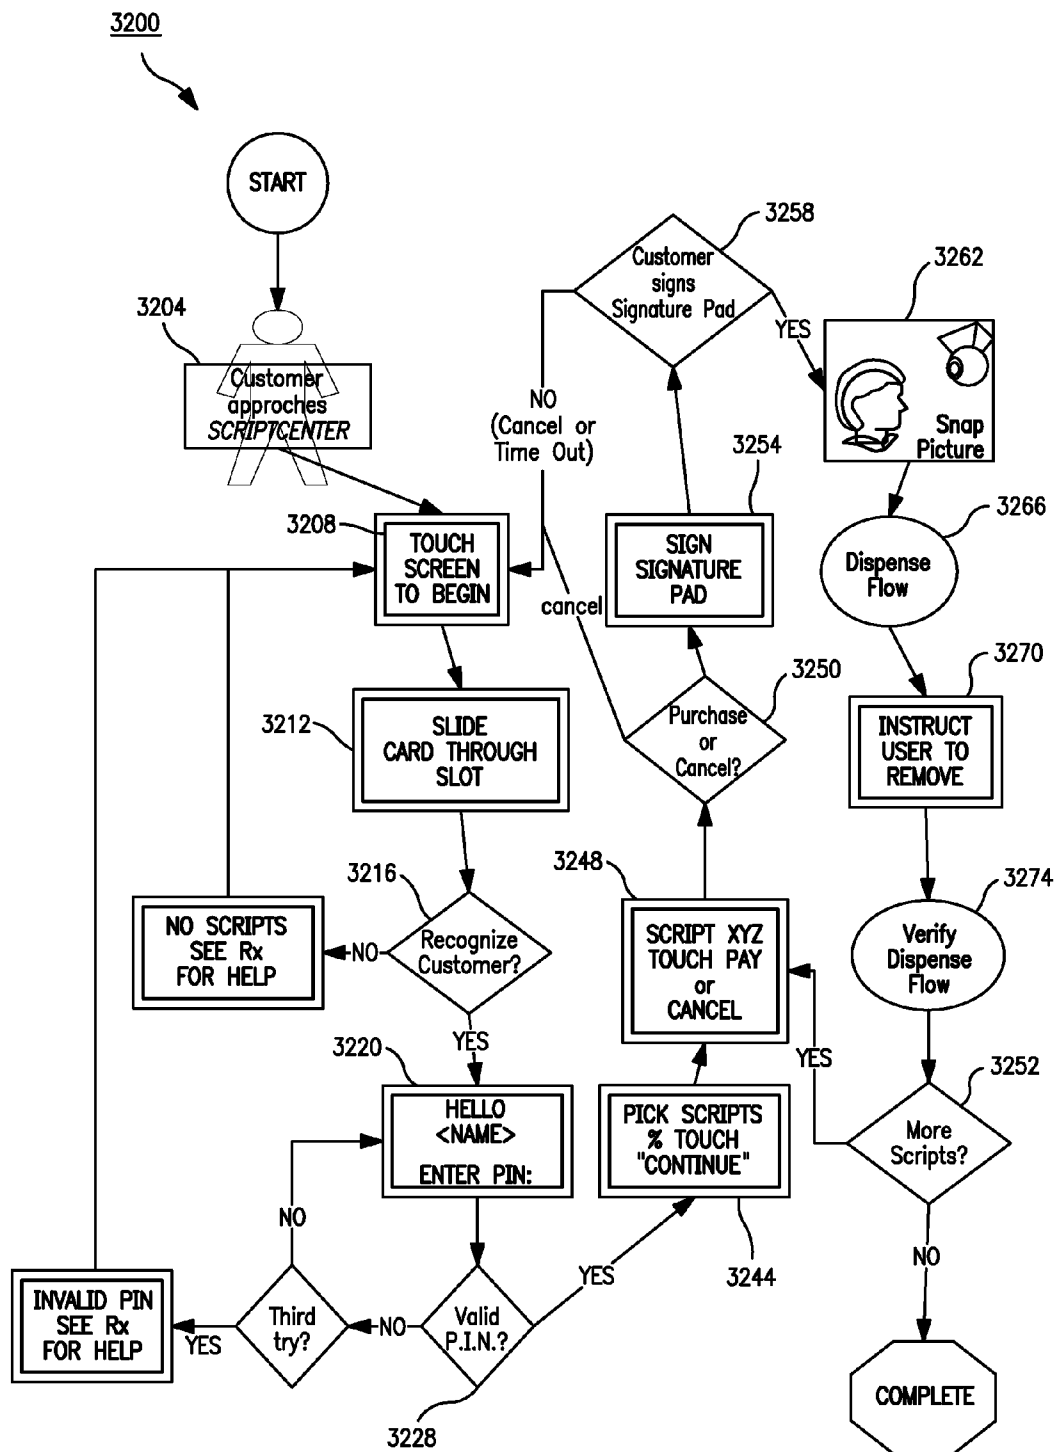 3200
START
3204
Customer
approches
SCRIPTCENTER
3208
TOUCH
SCREEN
TO BEGIN
3212
SLIDE
CARD THROUGH
SLOT
3216
Recognize
Customer?
NO
NO SCRIPTS
SEE Rx
FOR HELP
YES
3220
HELLO
<NAME>
ENTER PIN:
Valid
P.I.N.?
3228
NO
Third
try?
NO
YES
INVALID PIN
SEE Rx
FOR HELP
YES
PICK SCRIPTS
% TOUCH
"CONTINUE"
3244
3248
SCRIPT XYZ
TOUCH PAY
or
CANCEL
3250
Purchase
or
Cancel?
cancel
3254
SIGN
SIGNATURE
PAD
3258
Customer
signs
Signature Pad
NO
(Cancel or
Time Out)
YES
3262
Snap
Picture
3266
Dispense
Flow
3270
INSTRUCT
USER TO
REMOVE
3274
Verify
Dispense
Flow
3252
More
Scripts?
YES
NO
COMPLETE